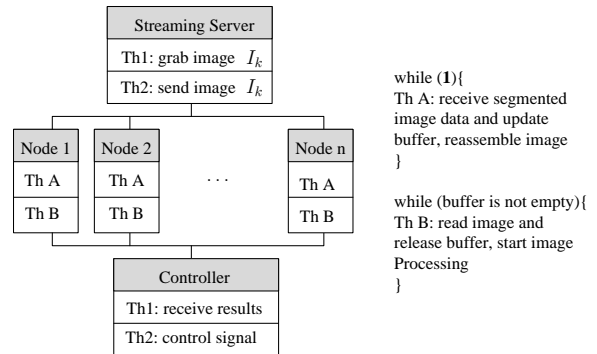 Streaming Server
Th1: grab image I_k
Th2: send image I_k
Node 1
Th A
Th B
Node 2
Th A
Th B
· · ·
Node n
Th A
Th B
Controller
Th1: receive results
Th2: control signal
while (1){
Th A: receive segmented
image data and update
buffer, reassemble image
}
while (buffer is not empty){
Th B: read image and
release buffer, start image
Processing
}